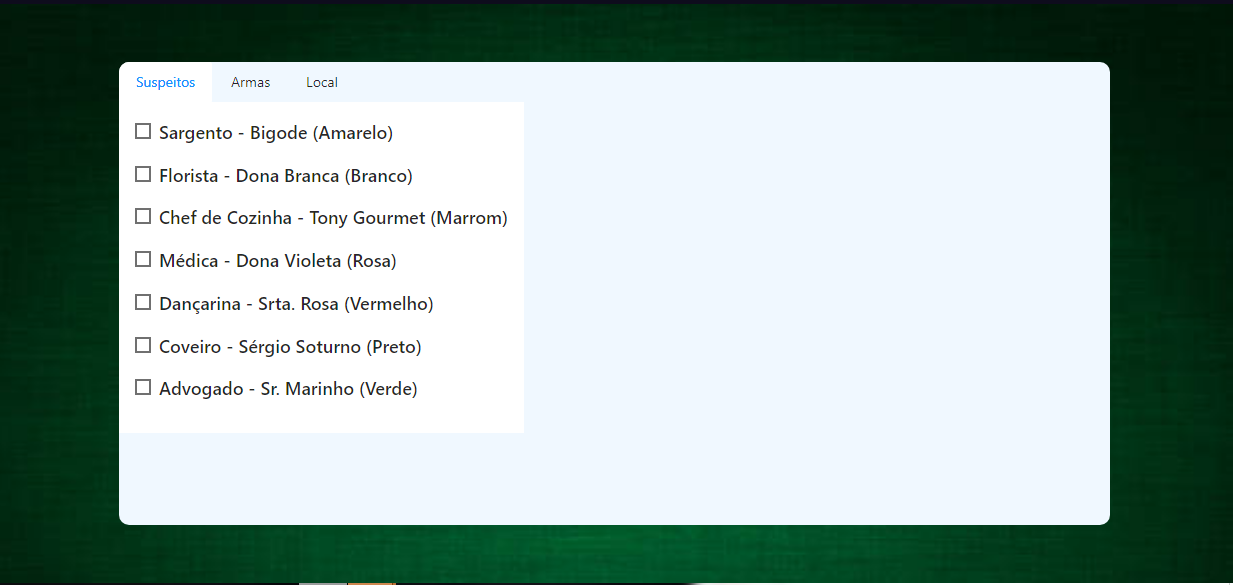 Suspeitos Armas Local
Sargento - Bigode (Amarelo)
Florista - Dona Branca (Branco)
Chef de Cozinha - Tony Gourmet (Marrom)
Médica - Dona Violeta (Rosa)
Dançarina - Srta. Rosa (Vermelho)
Coveiro - Sérgio Soturno (Preto)
Advogado - Sr. Marinho (Verde)